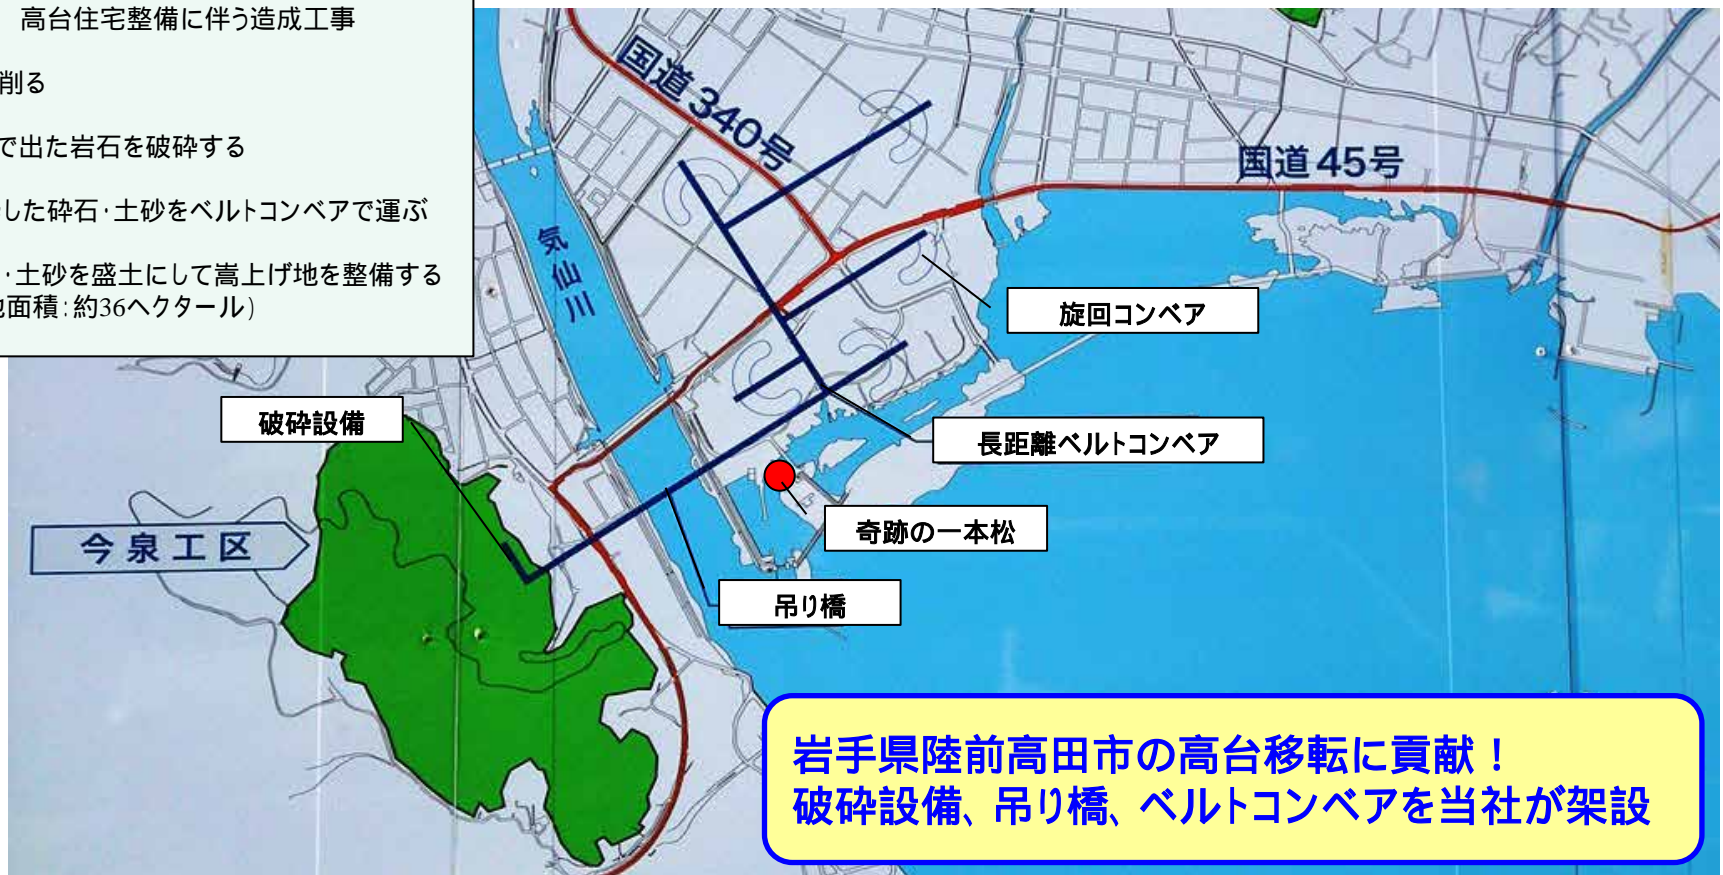 高台住宅整備に伴う造成工事
削る
で出た岩石を破砕する
した砕石・土砂をベルトコンベアで運ぶ
・土砂を盛土にして嵩上げ地を整備する
面積：約36ヘクタール）
国道340号
国道45号
気仙川
旋回コンベア
破砕設備
長距離ベルトコンベア
奇跡の一本松
今泉工区
吊り橋
岩手県陸前高田市の高台移転に貢献！
破砕設備、吊り橋、ベルトコンベアを当社が架設